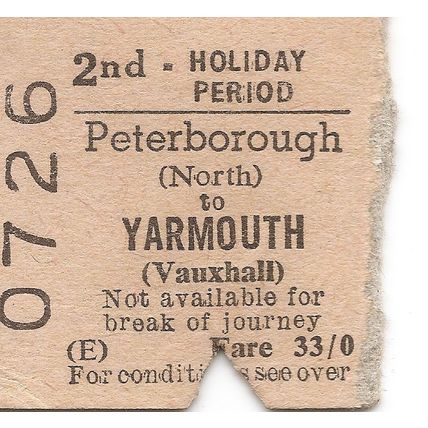 2nd - HOLIDAY
PERIOD
Peterborough
(North)
to
YARMOUTH
(Vauxhall)
Not available for
break of journey
(E) Fare 33/0
For see over
0726